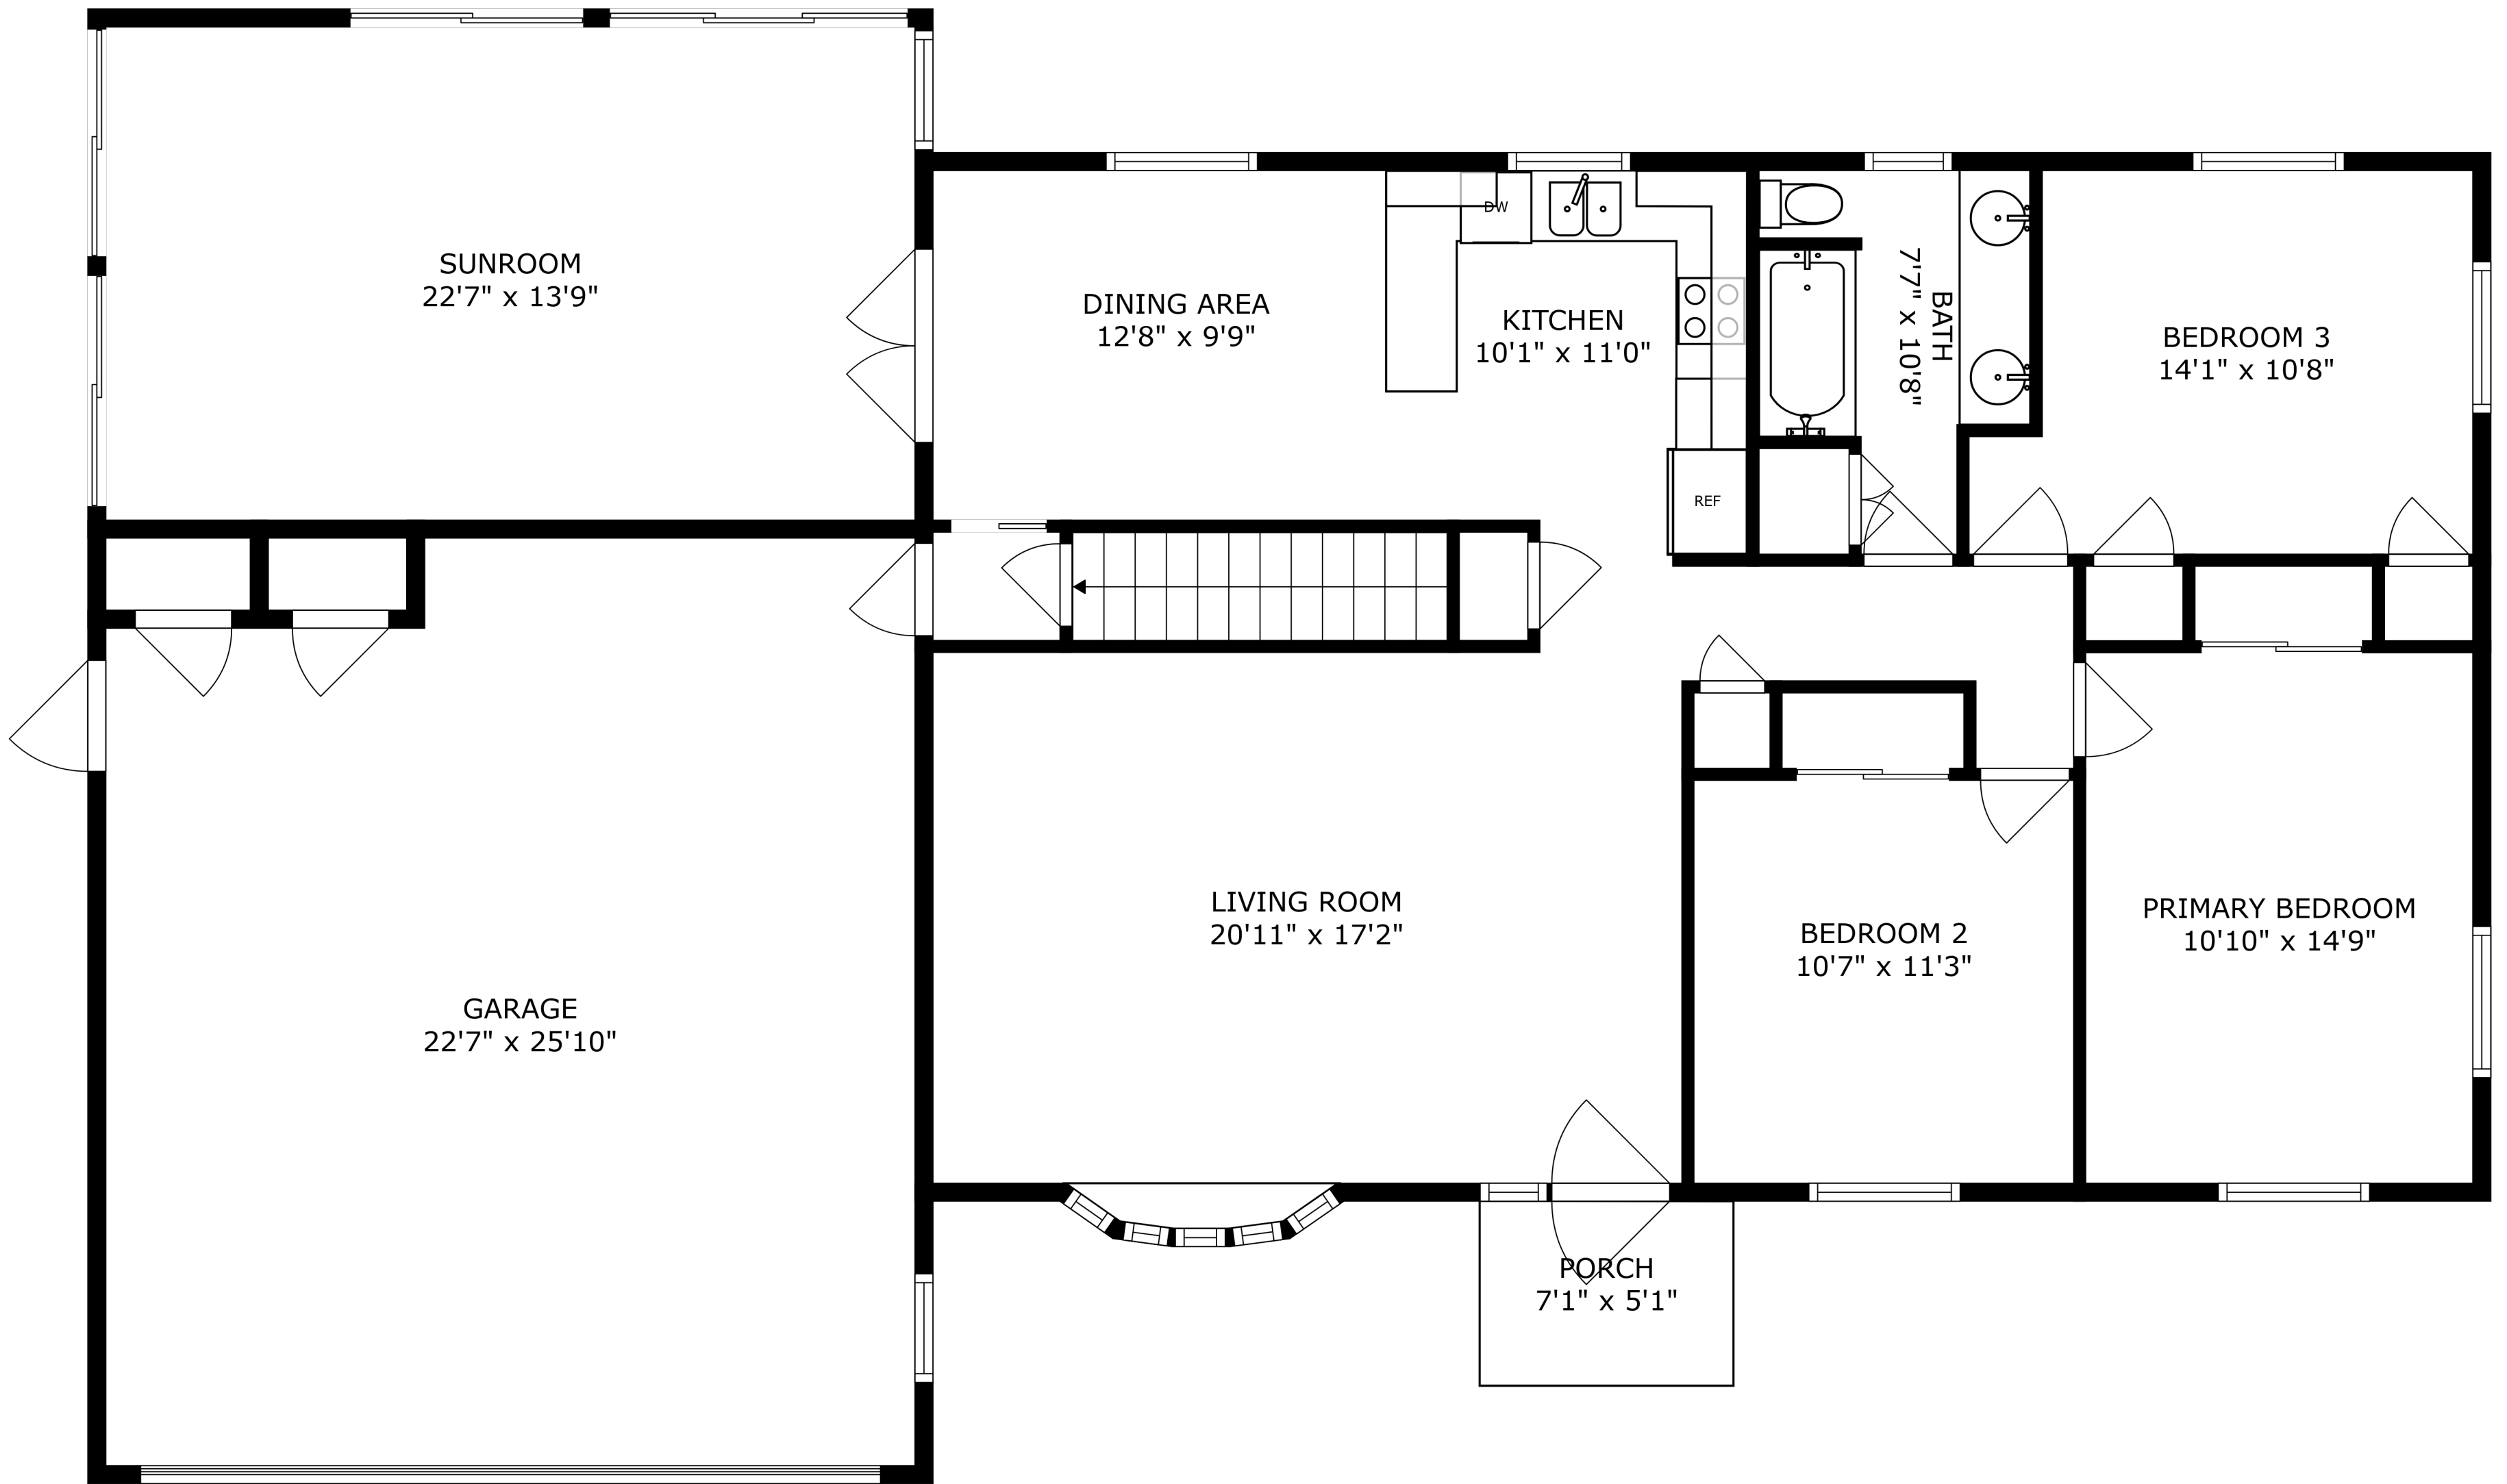 SUNROOM
22'7" x 13'9"
DINING AREA
12'8" x 9'9"
DW
KITCHEN
10'1" x 11'0"
REF
BATH
7'7" x 10'8"
BEDROOM 3
14'1" x 10'8"
GARAGE
22'7" x 25'10"
LIVING ROOM
20'11" x 17'2"
BEDROOM 2
10'7" x 11'3"
PRIMARY BEDROOM
10'10" x 14'9"
PORCH
7'1" x 5'1"